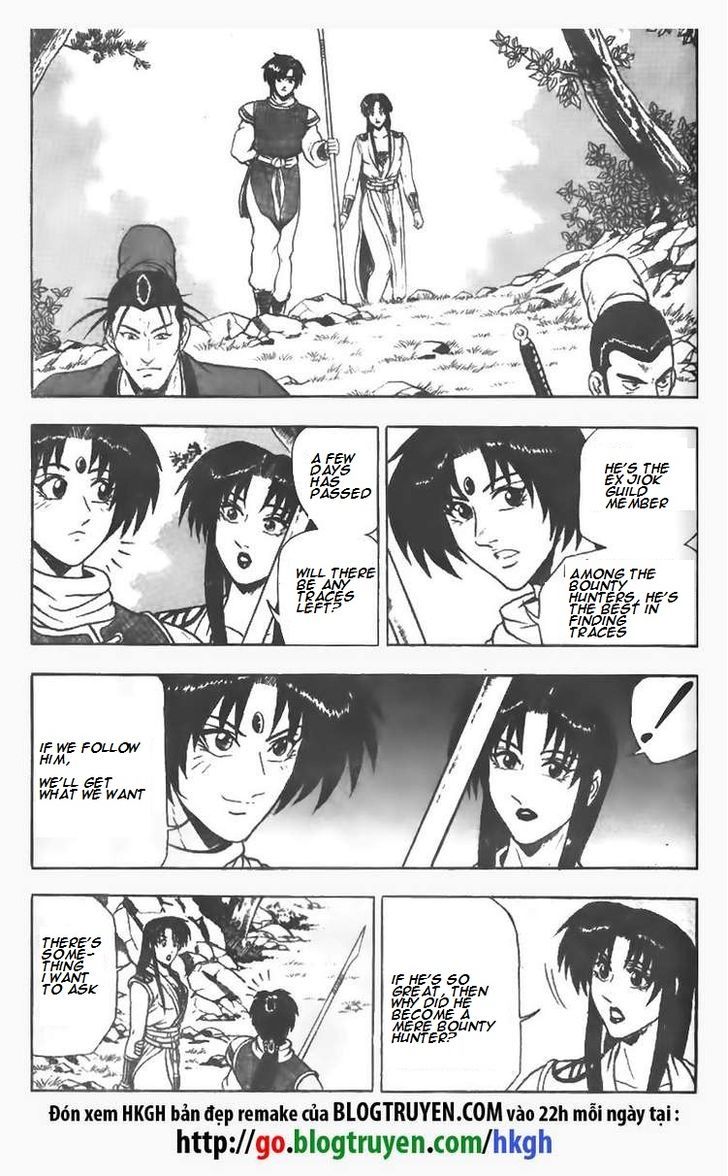 A FEW
DAYS
HAS
PASSED
WILL THERE
BE ANY
TRACES
LEFT?
HE'S THE
EX JIOK
GUILD
MEMBER
AMONG THE
BOUNTY
HUNTERS, HE'S
THE BEST IN
FINDING
TRACES
IF WE FOLLOW
HIM,
WE'LL GET
WHAT WE WANT
!
THERE'S
SOME-
THING
I WANT
TO ASK
IF HE'S SO
GREAT, THEN
WHY DID HE
BECOME A
MERE BOUNTY
HUNTER?
Đón xem HKGH bản đẹp remake của BLOGTRUYEN.COM vào 22h mỗi ngày tại :
http://go.blogtruyen.com/hkgh